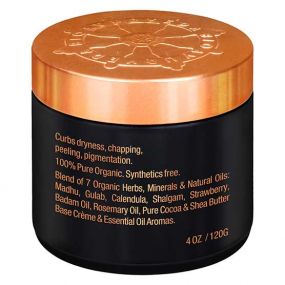 Curbs dryness, chapping,
peeling, pigmentation.
100% Pure Organic. Synthetics free.
Blend of 7 Organic Herbs, Minerals & Natural Oils:
Madhu, Gulab, Calendula, Shalgam, Strawberry,
Badam Oil, Rosemary Oil, Pure Cocoa & Shea Butter
Base Crème & Essential Oil Aromas.
4 OZ / 120G